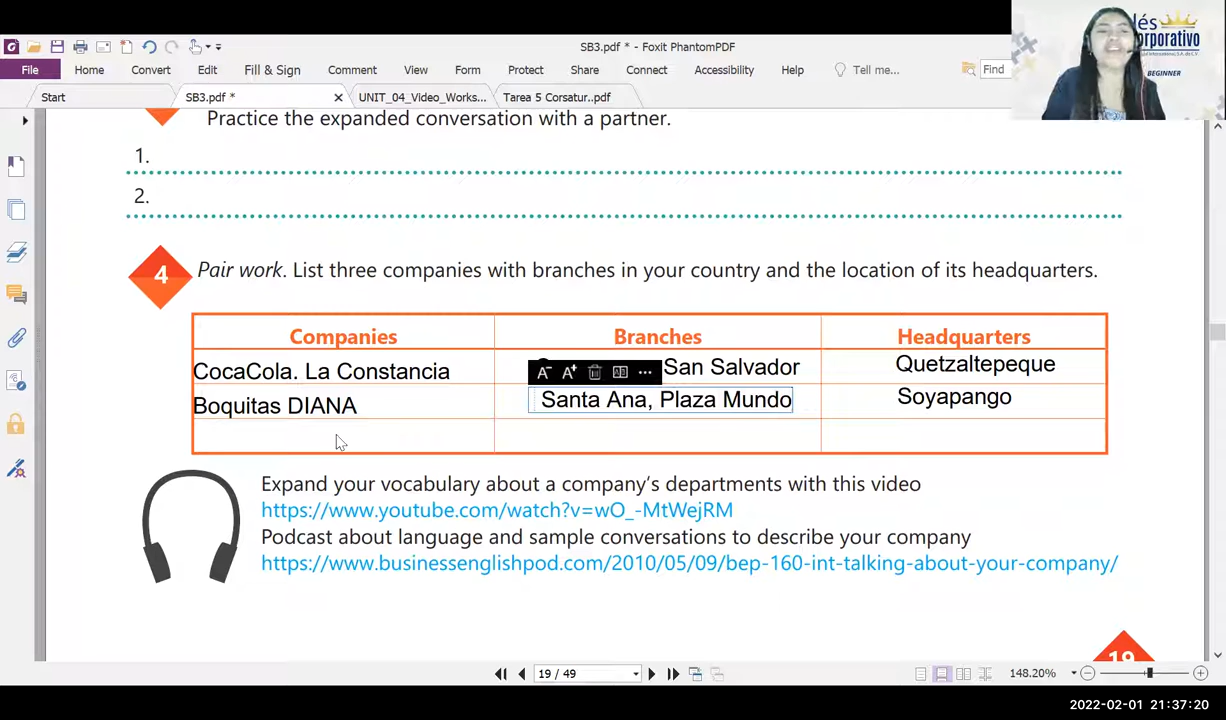 SB3.pdf * - Foxit PhantomPDF
File Home Convert Edit Fill & Sign Comment View Form Protect Share Connect Accessibility Help Tell me... Find
Start SB3.pdf * UNIT_04_Video_Works... Tarea 5 Corsatur..pdf
Practice the expanded conversation with a partner.
1.
2.
4 Pair work. List three companies with branches in your country and the location of its headquarters.
Companies Branches Headquarters
CocaCola. La Constancia San Salvador Quetzaltepeque
Boquitas DIANA Santa Ana, Plaza Mundo Soyapango
Expand your vocabulary about a company's departments with this video
https://www.youtube.com/watch?v=wO_-MtWejRM
Podcast about language and sample conversations to describe your company
https://www.businessenglishpod.com/2010/05/09/bep-160-int-talking-about-your-company/
19
19 / 49
148.20%
BEGINNER
2022-02-01 21:37:20